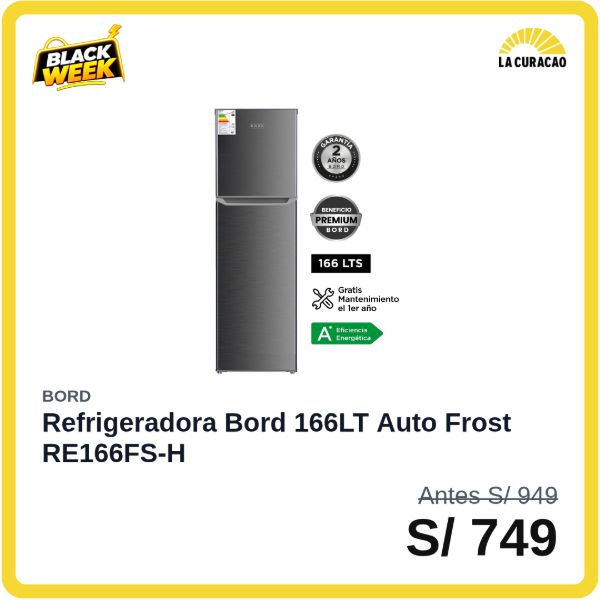 BLACK
WEEK
LA CURACAO
BORD
GARANTÍA
2
AÑOS
BENEFICIO
PREMIUM
BORD
166 LTS
Gratis
Mantenimiento
el 1er año
A+ Eficiencia
Energética
BORD
Refrigeradora Bord 166LT Auto Frost
RE166FS-H
Antes S/ 949
S/ 749